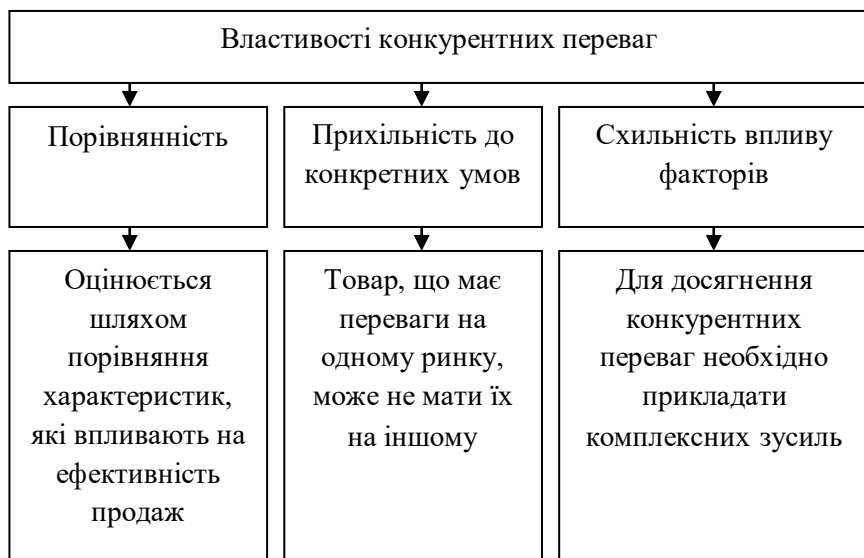 Властивості конкурентних переваг
Порівнянність
Прихільність до
конкретних умов
Схильність впливу
факторів
Оцінюється
шляхом
порівняння
характеристик,
які впливають на
ефективність
продаж
Товар, що має
переваги на
одному ринку,
може не мати їх
на іншому
Для досягнення
конкурентних
переваг необхідно
прикладати
комплексних зусиль